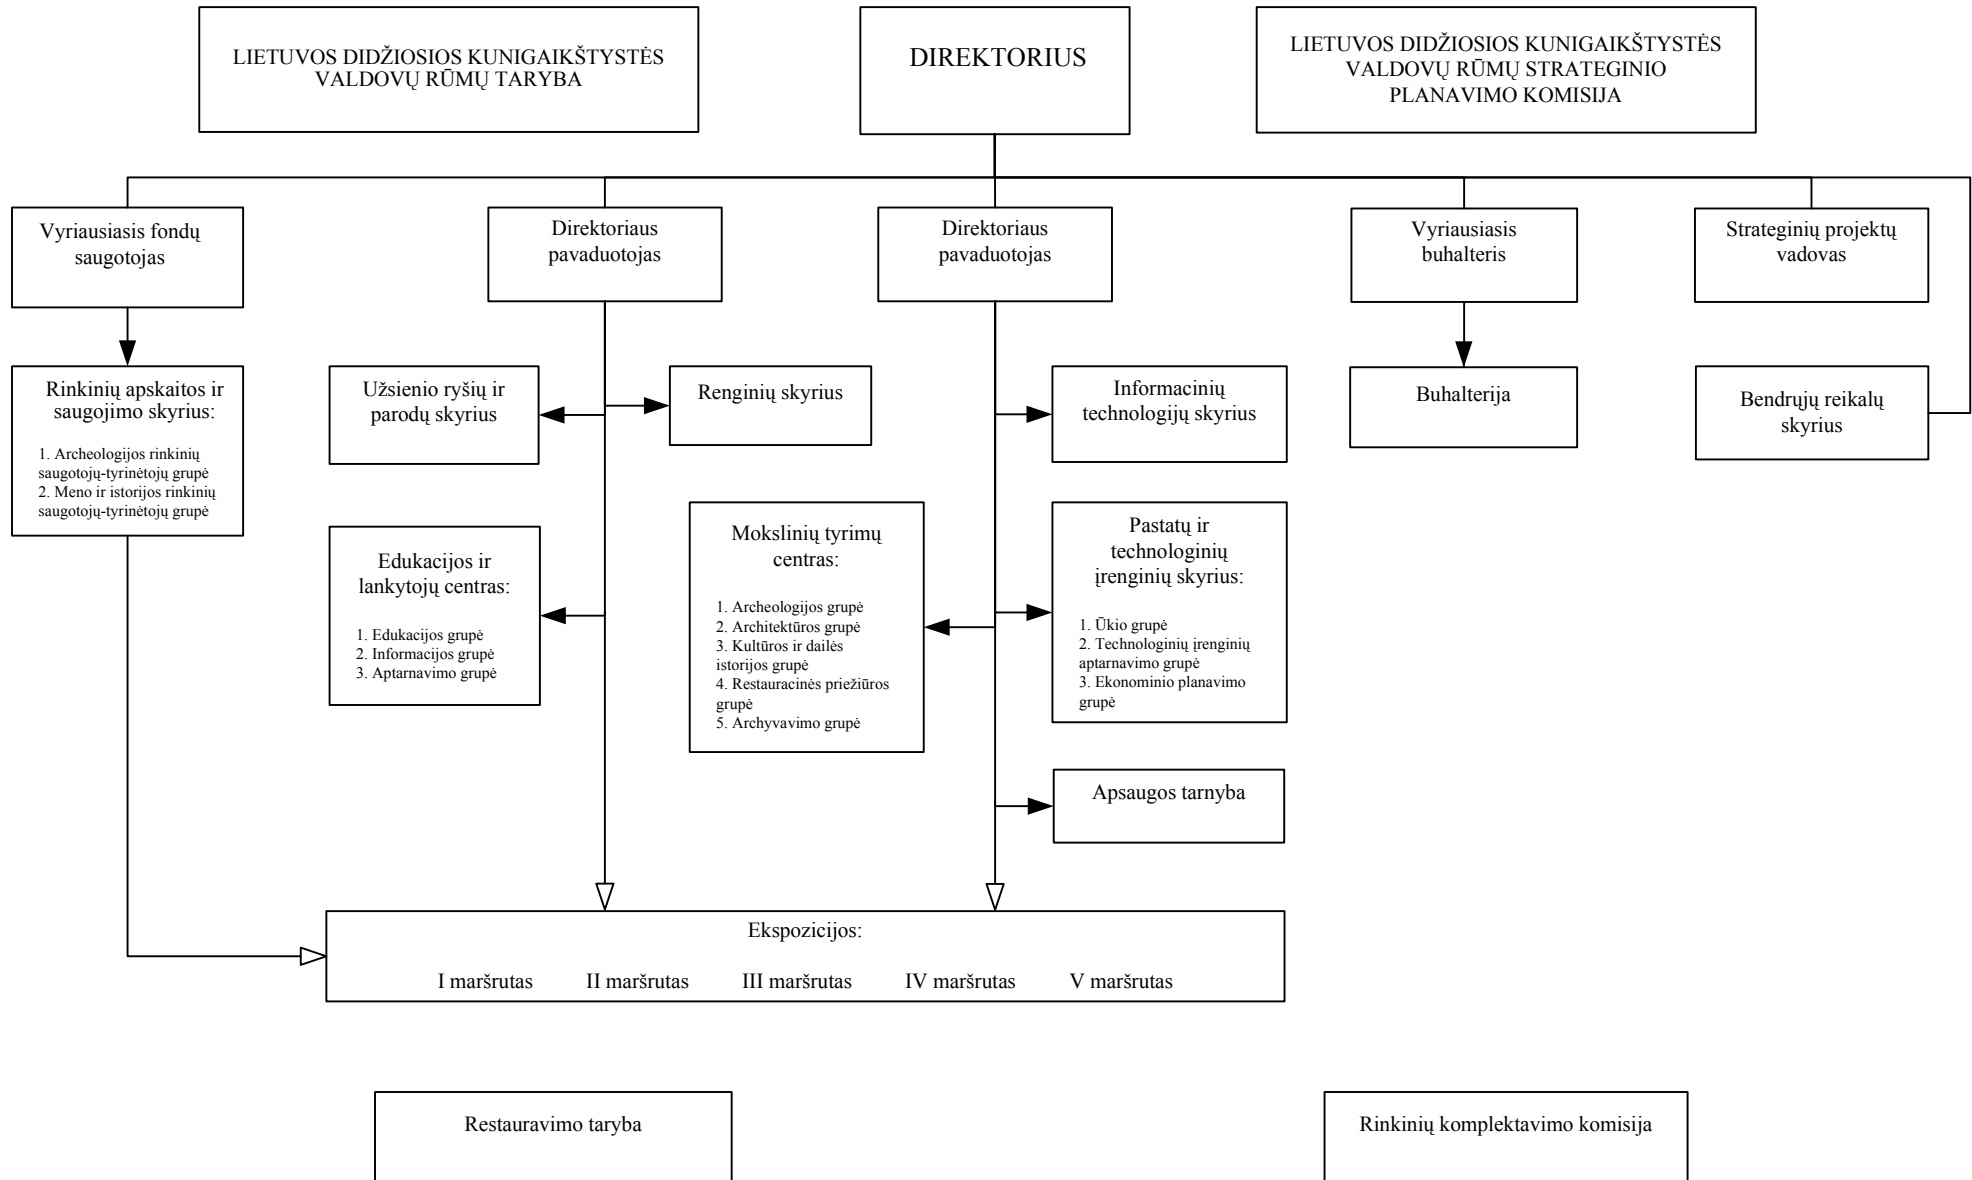 LIETUVOS DIDŽIOSIOS KUNIGAIKŠTYSTĖS
VALDOVŲ RŪMŲ TARYBA
DIREKTORIUS
LIETUVOS DIDŽIOSIOS KUNIGAIKŠTYSTĖS
VALDOVŲ RŪMŲ STRATEGINIO
PLANAVIMO KOMISIJA
Vyriausiasis fondų
saugotojas
Direktoriaus
pavaduotojas
Direktoriaus
pavaduotojas
Vyriausiasis
buhalteris
Strateginių projektų
vadovas
Rinkinių apskaitos ir
saugojimo skyrius:
1. Archeologijos rinkinių
saugotojų-tyrinėtojų grupė
2. Meno ir istorijos rinkinių
saugotojų-tyrinėtojų grupė
Užsienio ryšių ir
parodų skyrius
Renginių skyrius
Informacinių
technologijų skyrius
Buhalterija
Bendrųjų reikalų
skyrius
Edukacijos ir
lankytojų centras:
1. Edukacijos grupė
2. Informacijos grupė
3. Aptarnavimo grupė
Mokslinių tyrimų
centras:
1. Archeologijos grupė
2. Architektūros grupė
3. Kultūros ir dailės
istorijos grupė
4. Restauracinės priežiūros
grupė
5. Archyvavimo grupė
Pastatų ir
technologinių
įrenginių skyrius:
1. Ūkio grupė
2. Technologinių įrenginių
aptarnavimo grupė
3. Ekonominio planavimo
grupė
Apsaugos tarnyba
Ekspozicijos:
I maršrutas II maršrutas III maršrutas IV maršrutas V maršrutas
Restauravimo taryba
Rinkinių komplektavimo komisija